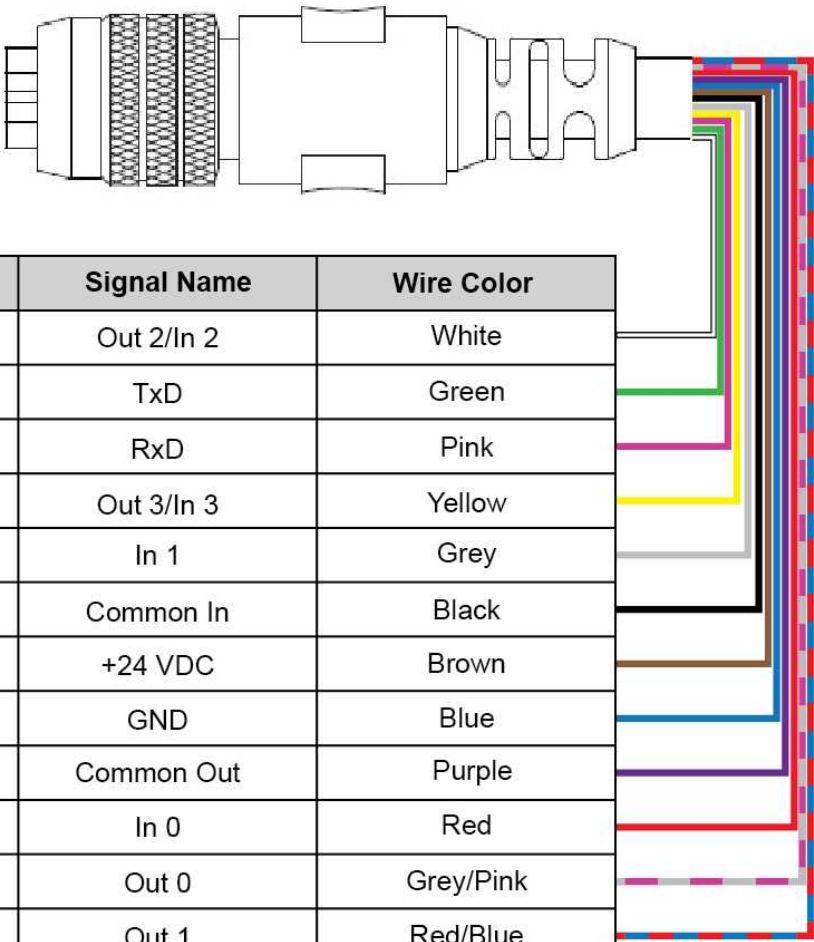 Signal Name Wire Color
Out 2/In 2 White
TxD Green
RxD Pink
Out 3/In 3 Yellow
In 1 Grey
Common In Black
+24 VDC Brown
GND Blue
Common Out Purple
In 0 Red
Out 0 Grey/Pink
Out 1 Red/Blue